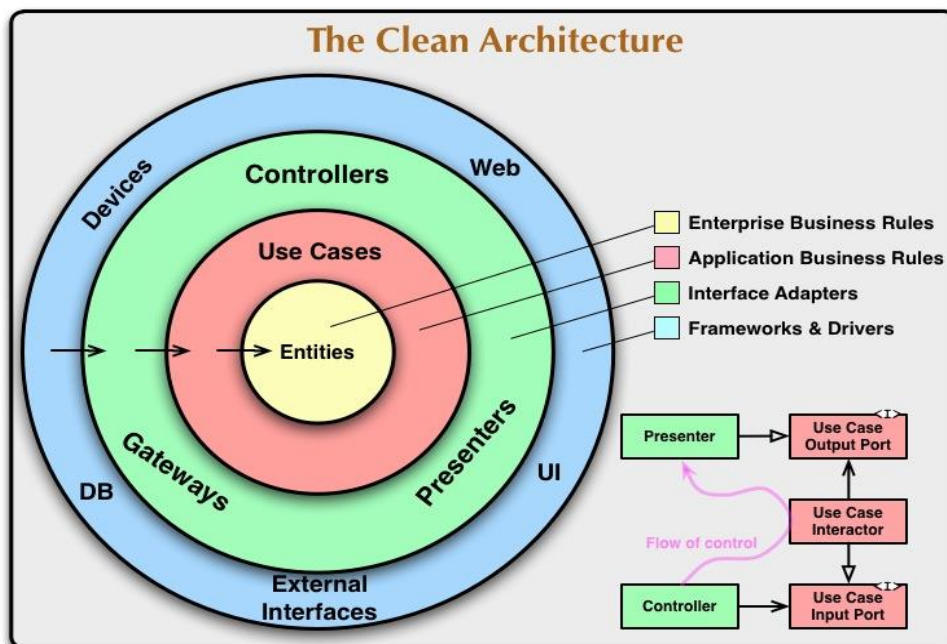 The Clean Architecture
Devices
Web
Controllers
Use Cases
Entities
Gateways
Presenters
DB
UI
External
Interfaces
Enterprise Business Rules
Application Business Rules
Interface Adapters
Frameworks & Drivers
Presenter
<I>
Use Case
Output Port
Use Case
Interactor
Flow of control
Controller
<I>
Use Case
Input Port